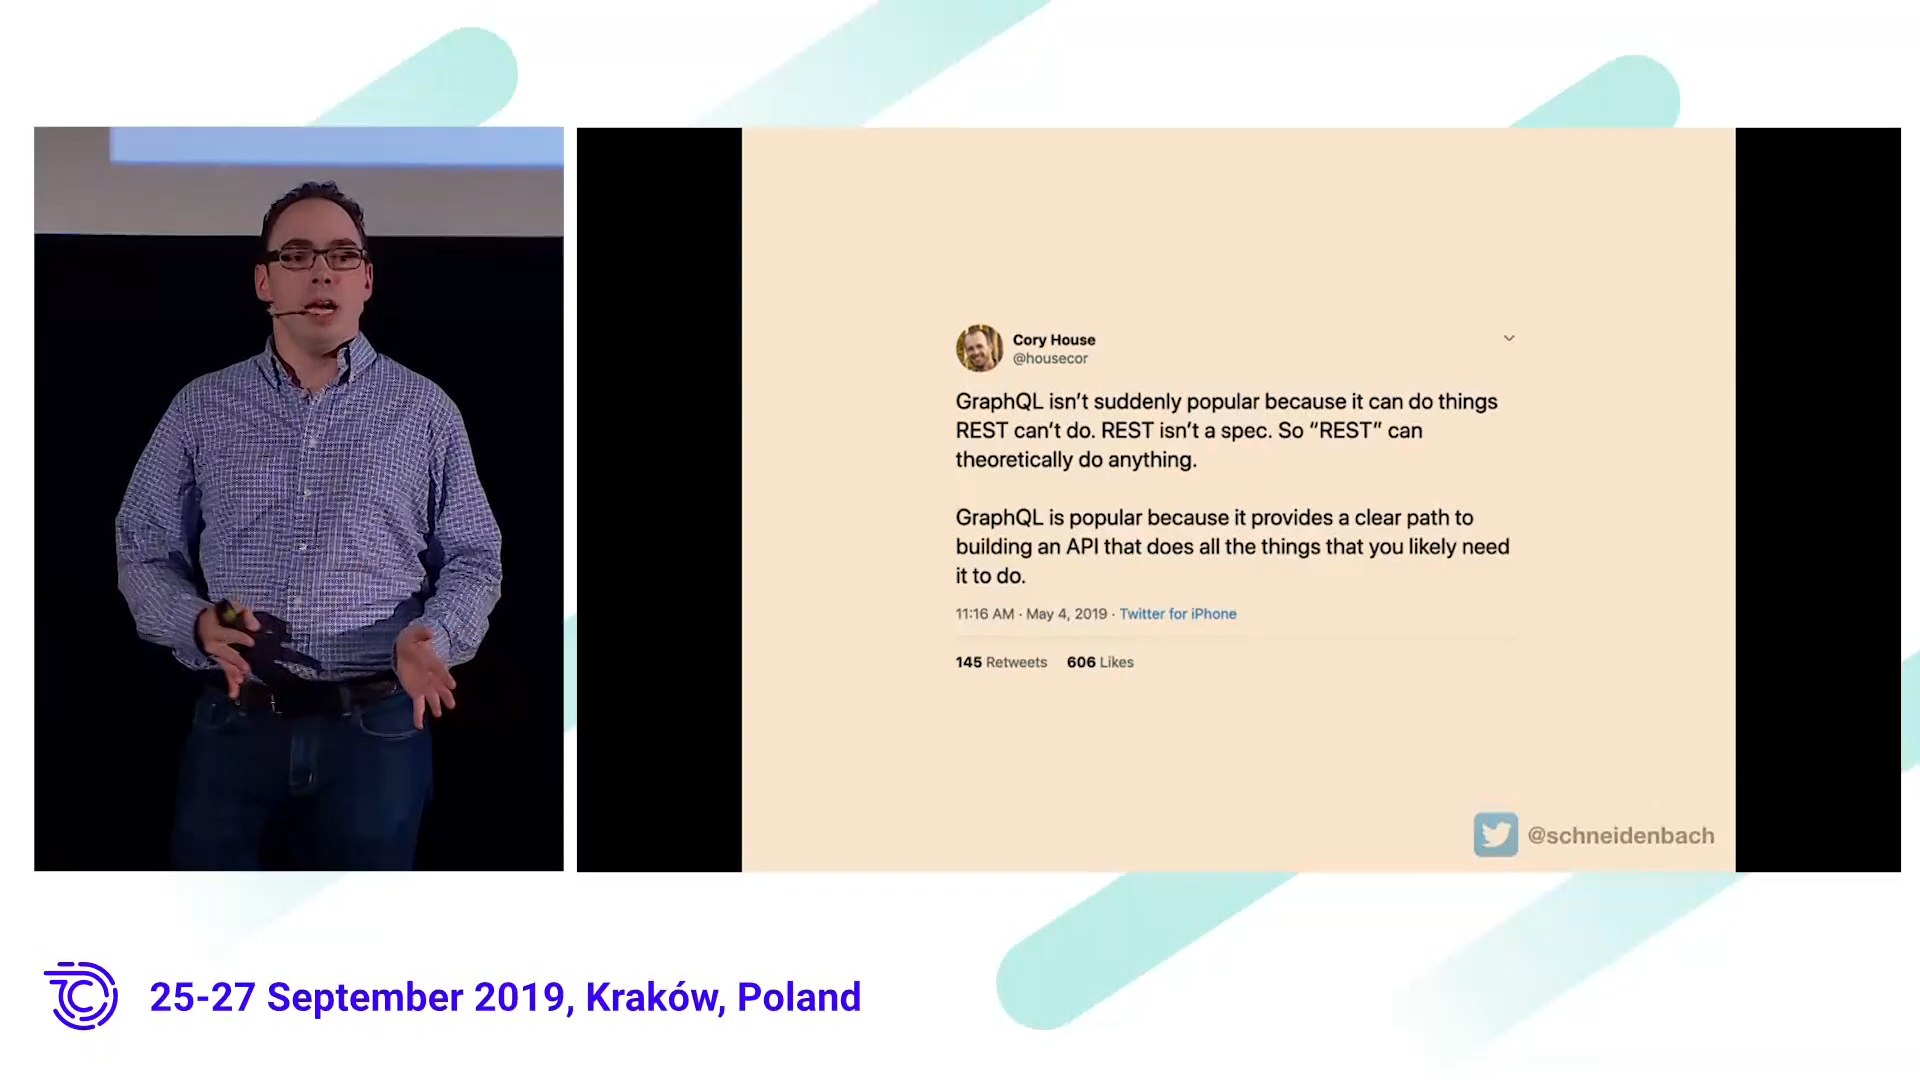 Cory House
@housecor
GraphQL isn't suddenly popular because it can do things
REST can't do. REST isn't a spec. So "REST" can
theoretically do anything.
GraphQL is popular because it provides a clear path to
building an API that does all the things that you likely need
it to do.
11:16 AM · May 4, 2019 · Twitter for iPhone
145 Retweets 606 Likes
@schneidenbach
25-27 September 2019, Kraków, Poland